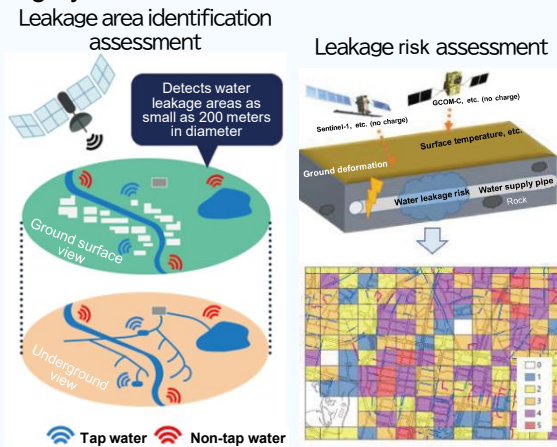 Leakage area identification
assessment
Detects water
leakage areas as
small as 200 meters
in diameter
Ground surface
view
Underground
view
Tap water
Non-tap water
Leakage risk assessment
GCOM-C, etc. (no charge)
Sentinel-1, etc. (no charge)
Surface temperature, etc.
Ground deformation
Water supply pipe
Water leakage risk
Rock
0
1
2
3
4
5